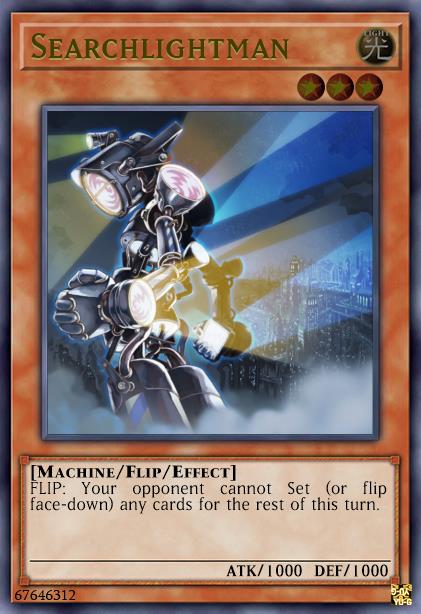 Searchlightman
LIGHT
光
[Machine/Flip/Effect]
FLIP: Your opponent cannot Set (or flip
face-down) any cards for the rest of this turn.
ATK/1000 DEF/1000
67646312